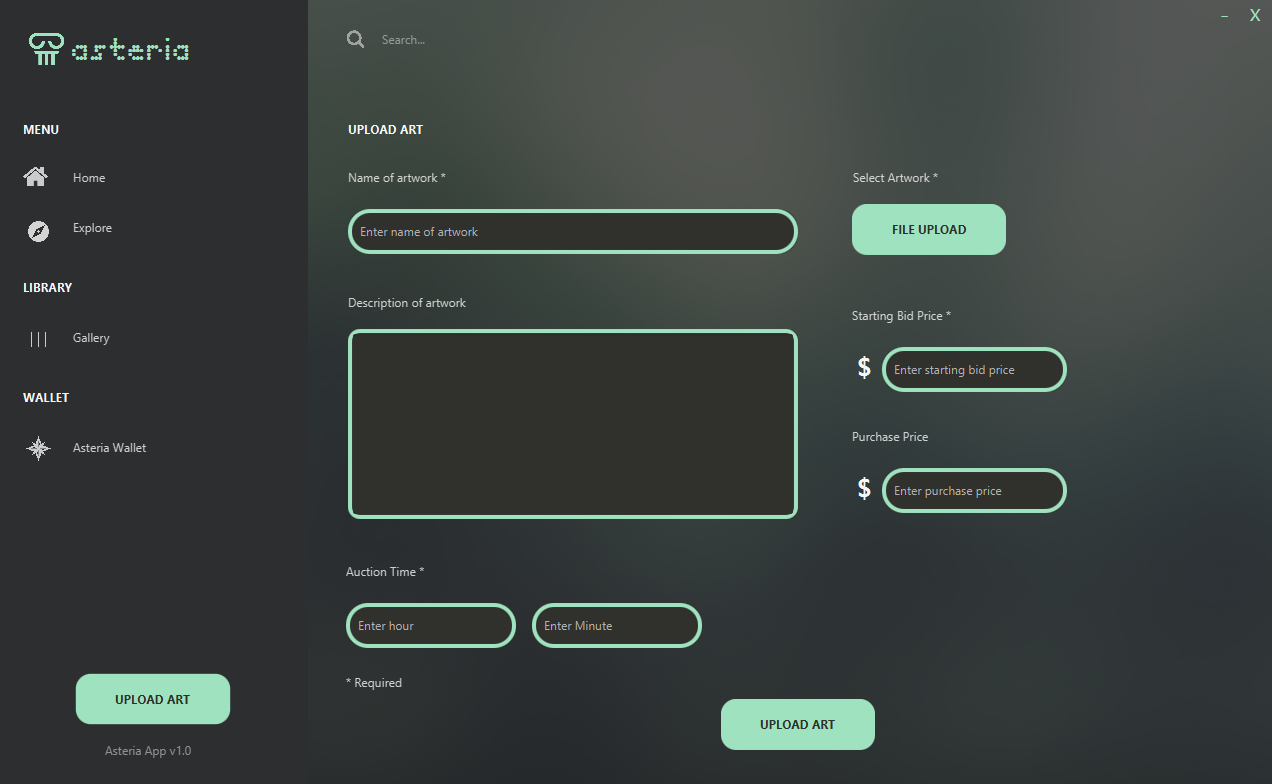 asteria
MENU
Home
Explore
LIBRARY
Gallery
WALLET
Asteria Wallet
UPLOAD ART
Asteria App v1.0
Search...
– X
UPLOAD ART
Name of artwork *
Enter name of artwork
Description of artwork
Select Artwork *
FILE UPLOAD
Starting Bid Price *
$ Enter starting bid price
Purchase Price
$ Enter purchase price
Auction Time *
Enter hour
Enter Minute
* Required
UPLOAD ART